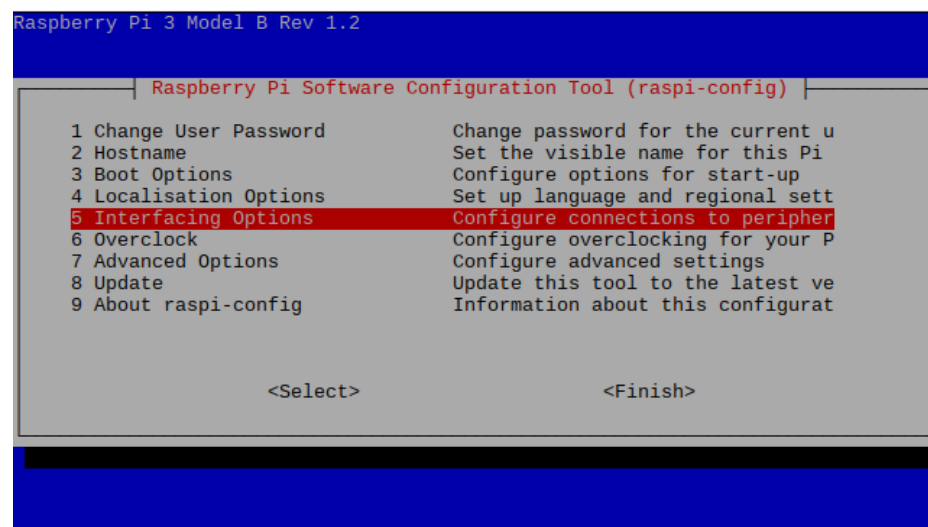 Raspberry Pi 3 Model B Rev 1.2
Raspberry Pi Software Configuration Tool (raspi-config)
1 Change User Password Change password for the current u
2 Hostname Set the visible name for this Pi
3 Boot Options Configure options for start-up
4 Localisation Options Set up language and regional sett
5 Interfacing Options Configure connections to peripher
6 Overclock Configure overclocking for your P
7 Advanced Options Configure advanced settings
8 Update Update this tool to the latest ve
9 About raspi-config Information about this configurat
<Select> <Finish>